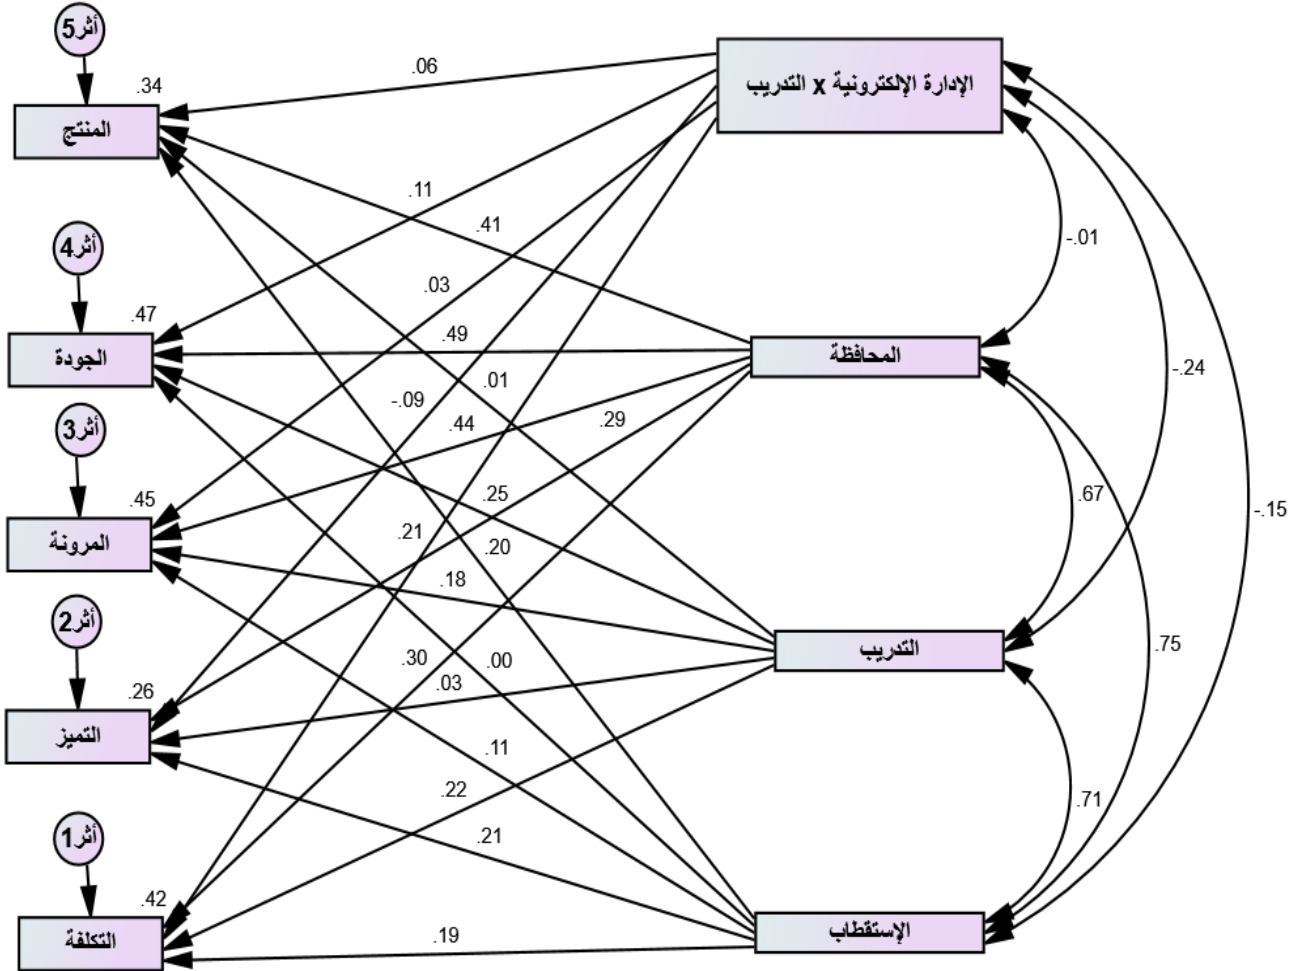 أثر5
.34
.06
الإدارة الإلكترونية x التدريب
المنتج
.11
.41
-.01
أثر4
.47
.03
.49
الجودة
المحافظة
-.24
.01
-.09
.44
.29
أثر3
.45
.25
.67
-.15
المرونة
.21
.20
.18
أثر2
التدريب
.75
.30
.00
.03
.26
التميز
.11
.22
.71
.21
أثر1
.42
التكلفة
.19
الإستقطاب